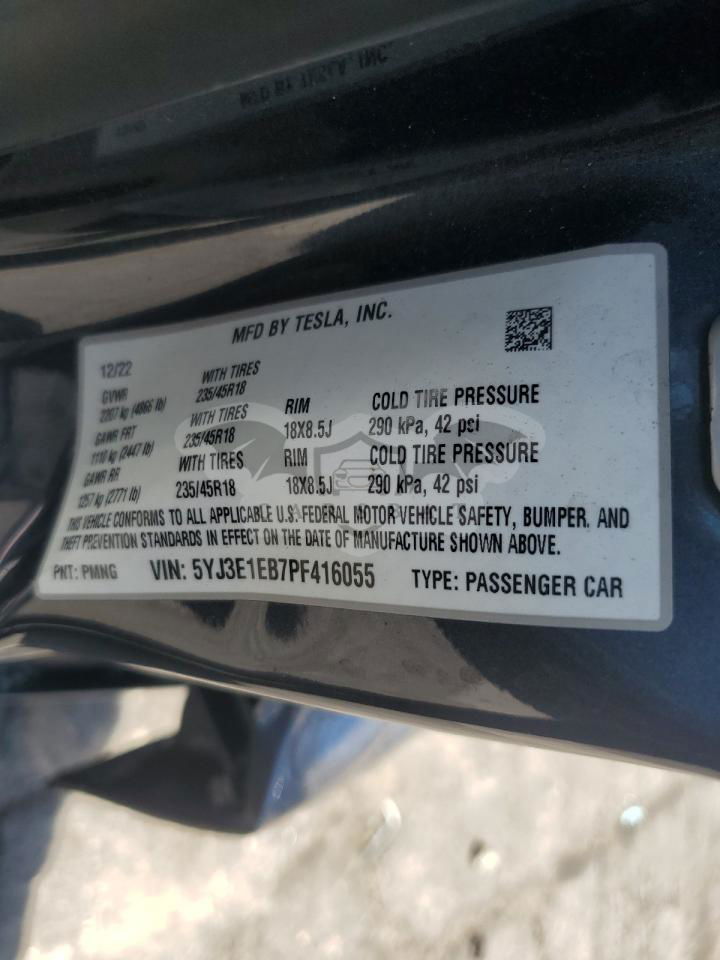 MFD BY TESLA, INC.
12/22
GVWR WITH TIRES
2207 kg (4866 lb) 235/45R18
GAWR FRT WITH TIRES RIM COLD TIRE PRESSURE
1110 kg (2447 lb) 235/45R18 18X8.5J 290 kPa, 42 psi
GAWR RR WITH TIRES RIM COLD TIRE PRESSURE
1257 kg (2771 lb) 235/45R18 18X8.5J 290 kPa, 42 psi
THIS VEHICLE CONFORMS TO ALL APPLICABLE U.S. FEDERAL MOTOR VEHICLE SAFETY, BUMPER, AND
THEFT PREVENTION STANDARDS IN EFFECT ON THE DATE OF MANUFACTURE SHOWN ABOVE.
PNT: PMNG VIN: 5YJ3E1EB7PF416055 TYPE: PASSENGER CAR